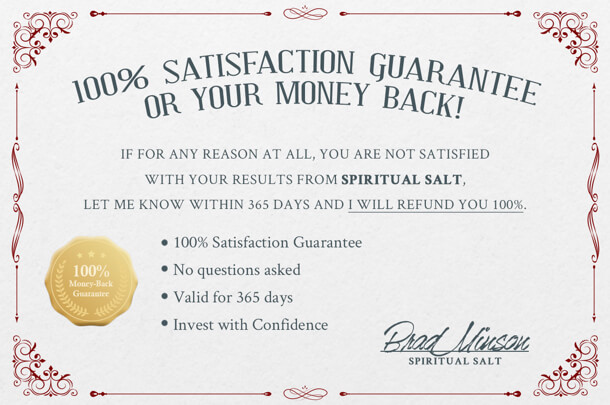 100% SATISFACTION GUARANTEE
OR YOUR MONEY BACK!
IF FOR ANY REASON AT ALL, YOU ARE NOT SATISFIED
WITH YOUR RESULTS FROM SPIRITUAL SALT,
LET ME KNOW WITHIN 365 DAYS AND I WILL REFUND YOU 100%.
100%
Money-Back
Guarantee
• 100% Satisfaction Guarantee
• No questions asked
• Valid for 365 days
• Invest with Confidence
Brad Minson
SPIRITUAL SALT